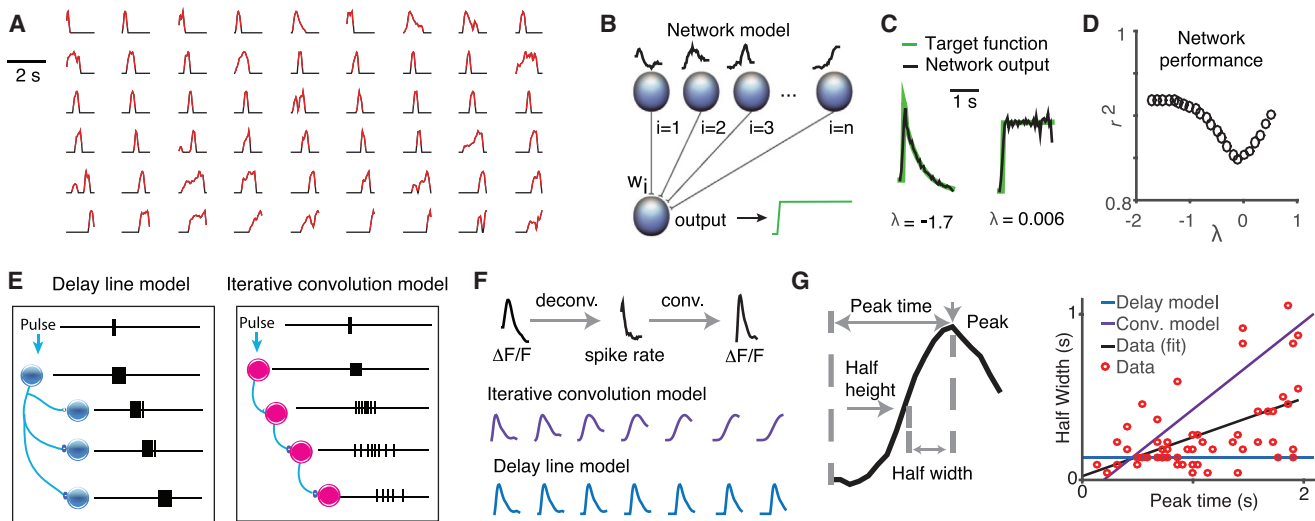 A
2 s
B
Network model
...
i=1
i=2
i=3
i=n
wi
output
C
Target function
Network output
1 s
λ = -1.7
λ = 0.006
D
Network
performance
1
r 2
0.8
-2
-1
0
1
λ
E
Delay line model
Pulse
Iterative convolution model
Pulse
F
deconv.
conv.
ΔF/F
spike rate
ΔF/F
Iterative convolution model
Delay line model
G
Peak time
Peak
Half
height
Half width
Delay model
Conv. model
Data (fit)
Data
1
Half Width (s)
0
0
2
Peak time (s)